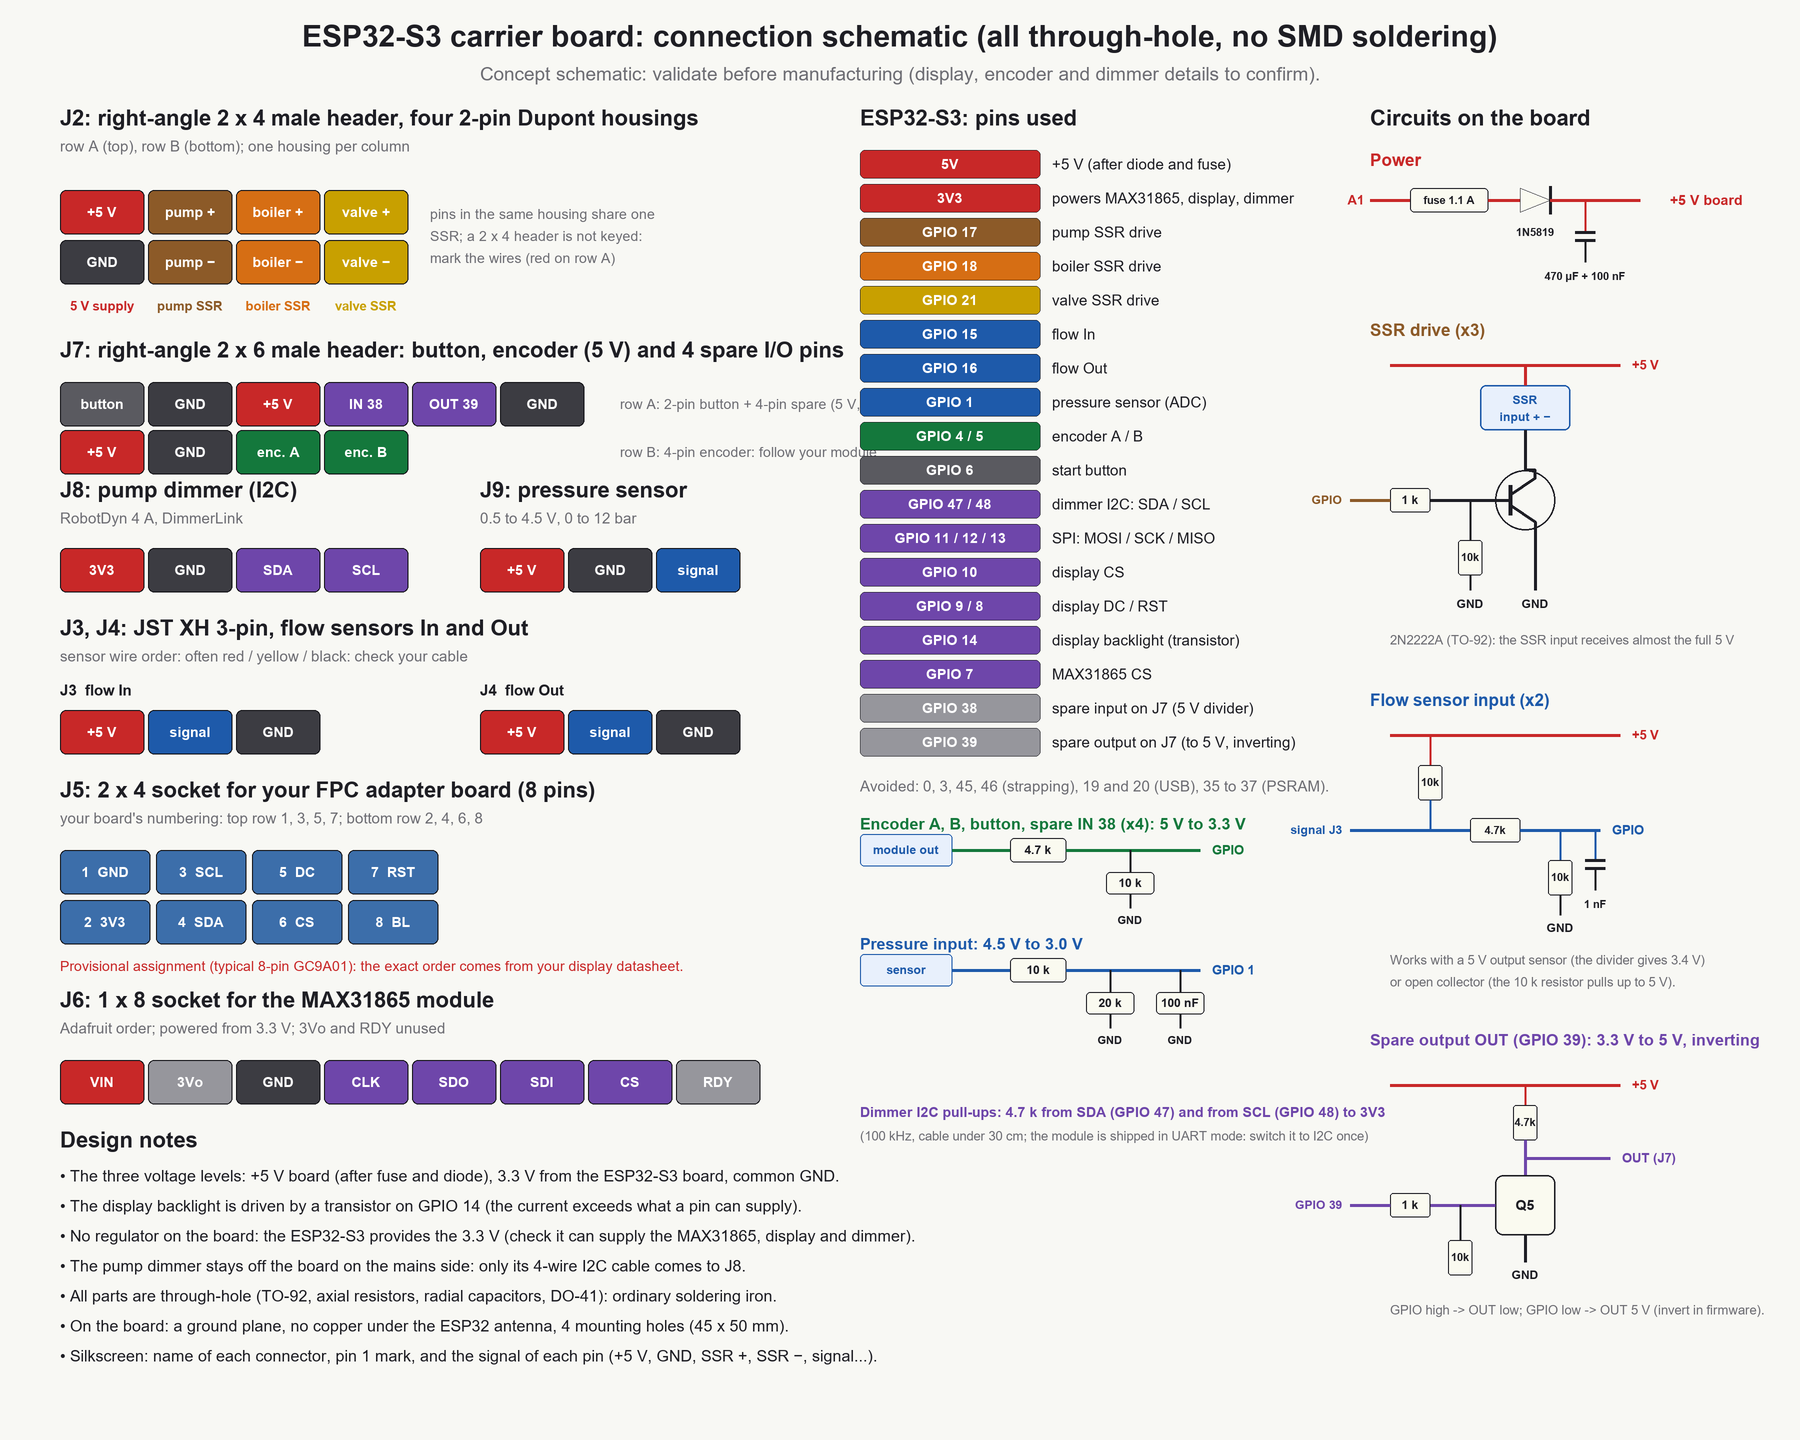 ESP32-S3 carrier board: connection schematic (all through-hole, no SMD soldering)
Concept schematic: validate before manufacturing (display, encoder and dimmer details to confirm).
J2: right-angle 2 x 4 male header, four 2-pin Dupont housings
row A (top), row B (bottom); one housing per column
+5 V pump + boiler + valve +
GND pump − boiler − valve −
5 V supply pump SSR boiler SSR valve SSR
pins in the same housing share one
SSR; a 2 x 4 header is not keyed:
mark the wires (red on row A)
J7: right-angle 2 x 6 male header: button, encoder (5 V) and 4 spare I/O pins
button GND +5 V IN 38 OUT 39 GND
row A: 2-pin button + 4-pin spare (5 V,
+5 V GND enc. A enc. B
row B: 4-pin encoder: follow your module
J8: pump dimmer (I2C)
RobotDyn 4 A, DimmerLink
3V3 GND SDA SCL
J9: pressure sensor
0.5 to 4.5 V, 0 to 12 bar
+5 V GND signal
J3, J4: JST XH 3-pin, flow sensors In and Out
sensor wire order: often red / yellow / black: check your cable
J3 flow In
+5 V signal GND
J4 flow Out
+5 V signal GND
J5: 2 x 4 socket for your FPC adapter board (8 pins)
your board's numbering: top row 1, 3, 5, 7; bottom row 2, 4, 6, 8
1 GND 3 SCL 5 DC 7 RST
2 3V3 4 SDA 6 CS 8 BL
Provisional assignment (typical 8-pin GC9A01): the exact order comes from your display datasheet.
J6: 1 x 8 socket for the MAX31865 module
Adafruit order; powered from 3.3 V; 3Vo and RDY unused
VIN 3Vo GND CLK SDO SDI CS RDY
Design notes
• The three voltage levels: +5 V board (after fuse and diode), 3.3 V from the ESP32-S3 board, common GND.
• The display backlight is driven by a transistor on GPIO 14 (the current exceeds what a pin can supply).
• No regulator on the board: the ESP32-S3 provides the 3.3 V (check it can supply the MAX31865, display and dimmer).
• The pump dimmer stays off the board on the mains side: only its 4-wire I2C cable comes to J8.
• All parts are through-hole (TO-92, axial resistors, radial capacitors, DO-41): ordinary soldering iron.
• On the board: a ground plane, no copper under the ESP32 antenna, 4 mounting holes (45 x 50 mm).
• Silkscreen: name of each connector, pin 1 mark, and the signal of each pin (+5 V, GND, SSR +, SSR −, signal...).
ESP32-S3: pins used
5V +5 V (after diode and fuse)
3V3 powers MAX31865, display, dimmer
GPIO 17 pump SSR drive
GPIO 18 boiler SSR drive
GPIO 21 valve SSR drive
GPIO 15 flow In
GPIO 16 flow Out
GPIO 1 pressure sensor (ADC)
GPIO 4 / 5 encoder A / B
GPIO 6 start button
GPIO 47 / 48 dimmer I2C: SDA / SCL
GPIO 11 / 12 / 13 SPI: MOSI / SCK / MISO
GPIO 10 display CS
GPIO 9 / 8 display DC / RST
GPIO 14 display backlight (transistor)
GPIO 7 MAX31865 CS
GPIO 38 spare input on J7 (5 V divider)
GPIO 39 spare output on J7 (to 5 V, inverting)
Avoided: 0, 3, 45, 46 (strapping), 19 and 20 (USB), 35 to 37 (PSRAM).
Encoder A, B, button, spare IN 38 (x4): 5 V to 3.3 V
module out 4.7 k GPIO
10 k
GND
Pressure input: 4.5 V to 3.0 V
sensor 10 k GPIO 1
20 k 100 nF
GND GND
Dimmer I2C pull-ups: 4.7 k from SDA (GPIO 47) and from SCL (GPIO 48) to 3V3
(100 kHz, cable under 30 cm; the module is shipped in UART mode: switch it to I2C once)
Circuits on the board
Power
A1 fuse 1.1 A +5 V board
1N5819
470 µF + 100 nF
SSR drive (x3)
+5 V
SSR
input + −
GPIO 1 k
10k
GND GND
2N2222A (TO-92): the SSR input receives almost the full 5 V
Flow sensor input (x2)
+5 V
10k
signal J3 4.7k GPIO
10k
1 nF
GND
Works with a 5 V output sensor (the divider gives 3.4 V)
or open collector (the 10 k resistor pulls up to 5 V).
Spare output OUT (GPIO 39): 3.3 V to 5 V, inverting
+5 V
4.7k
OUT (J7)
GPIO 39 1 k Q5
10k
GND
GPIO high -> OUT low; GPIO low -> OUT 5 V (invert in firmware).